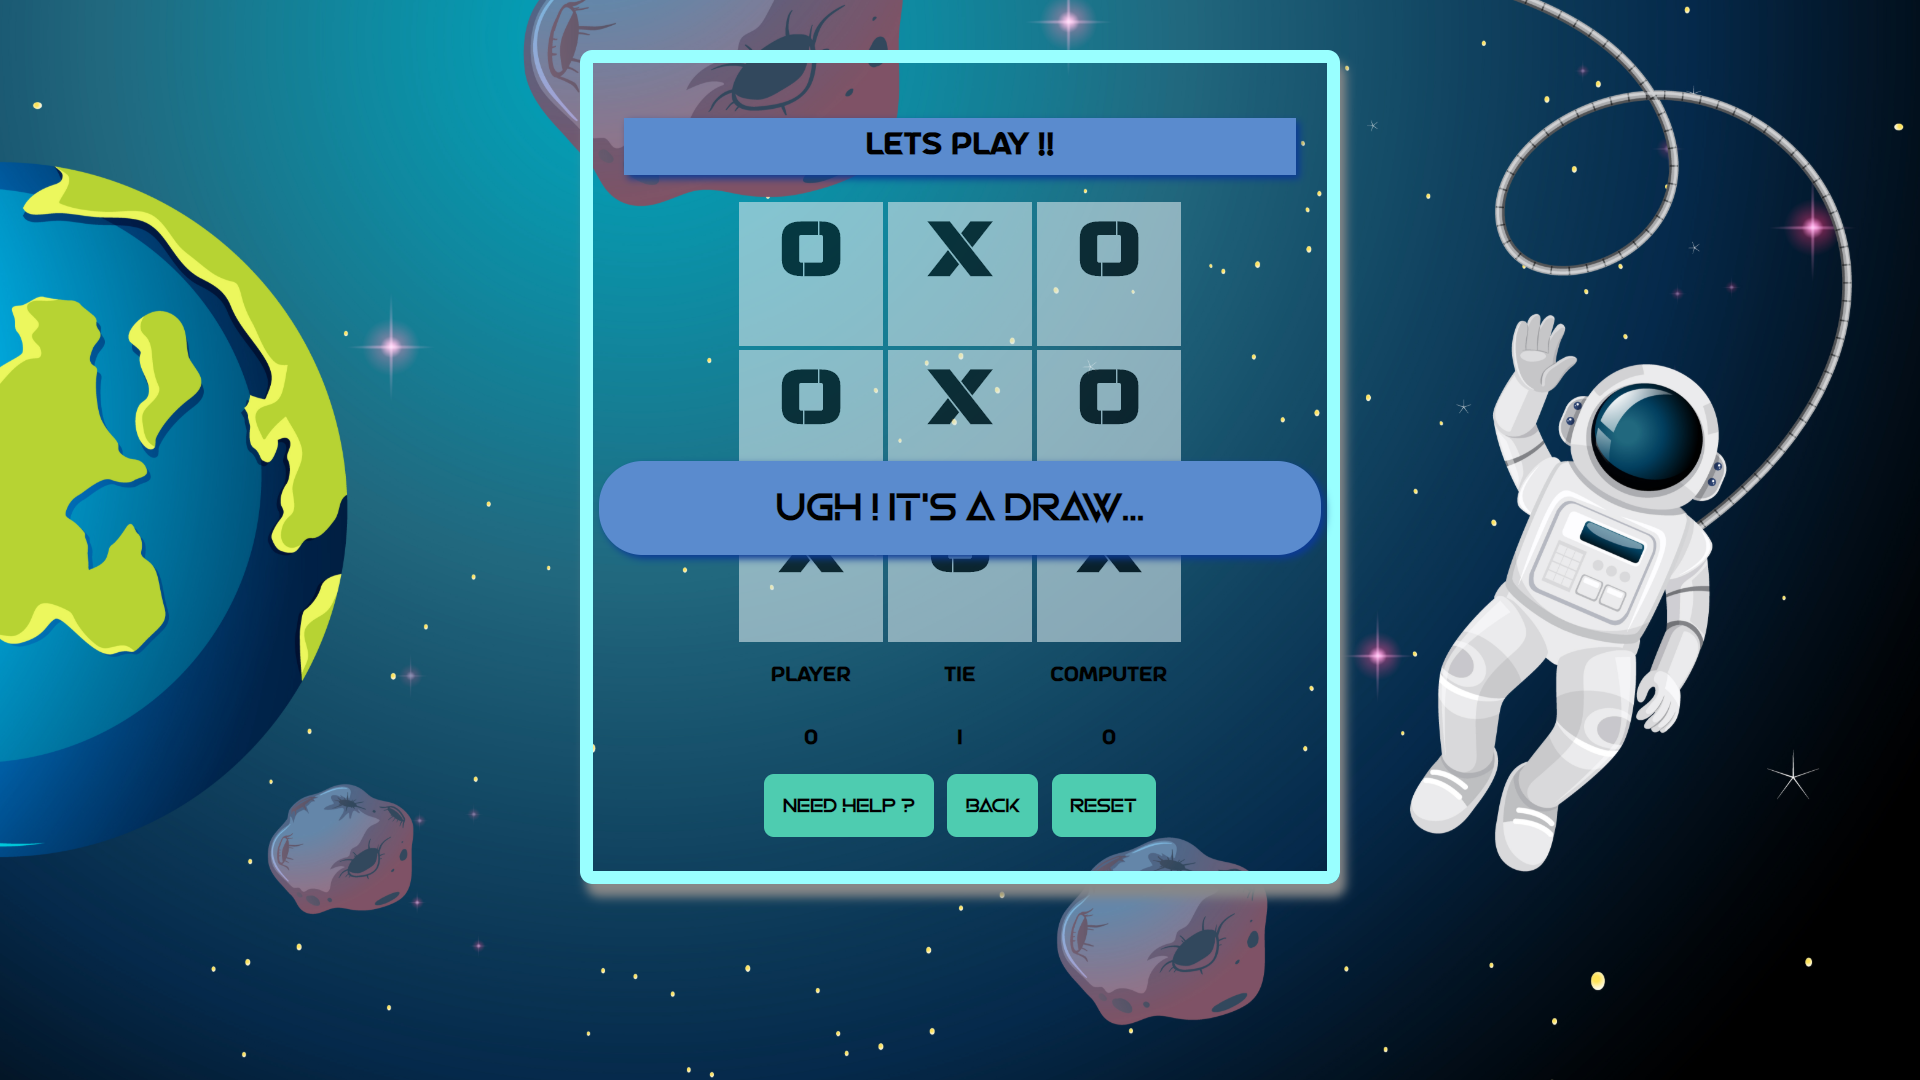 LETS PLAY !!
O X O
O X O
UGH ! IT'S A DRAW...
X O X
PLAYER TIE COMPUTER
0 1 0
NEED HELP ? BACK RESET